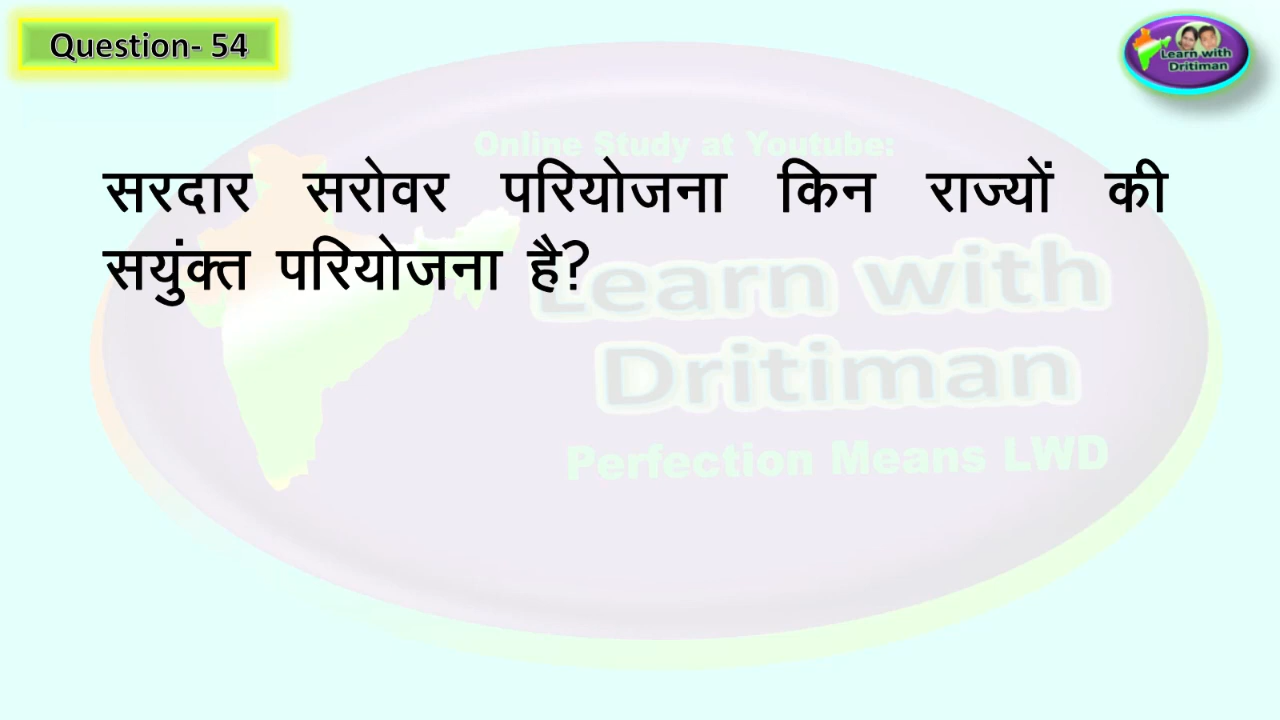 Question- 54
Learn with
Dritiman
Online Study at Youtube:
सरदार सरोवर परियोजना किन राज्यों की
सयुंक्त परियोजना है?
Learn with
Dritiman
Perfection Means LWD